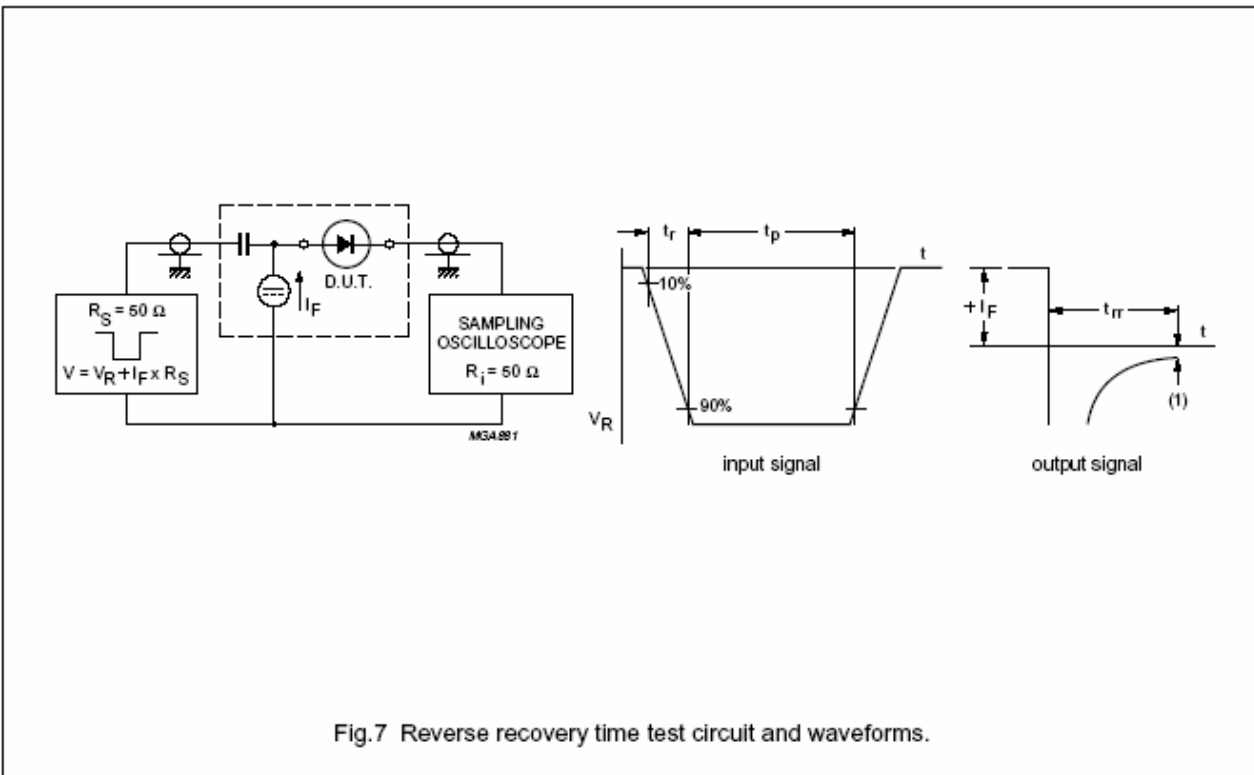 D.U.T.
I_F
R_S = 50 Ω
V = V_R + I_F x R_S
SAMPLING
OSCILLOSCOPE
R_i = 50 Ω
MGA881
t_r
t_p
t
10%
90%
V_R
input signal
+ I_F
t_rr
t
(1)
output signal
Fig.7 Reverse recovery time test circuit and waveforms.